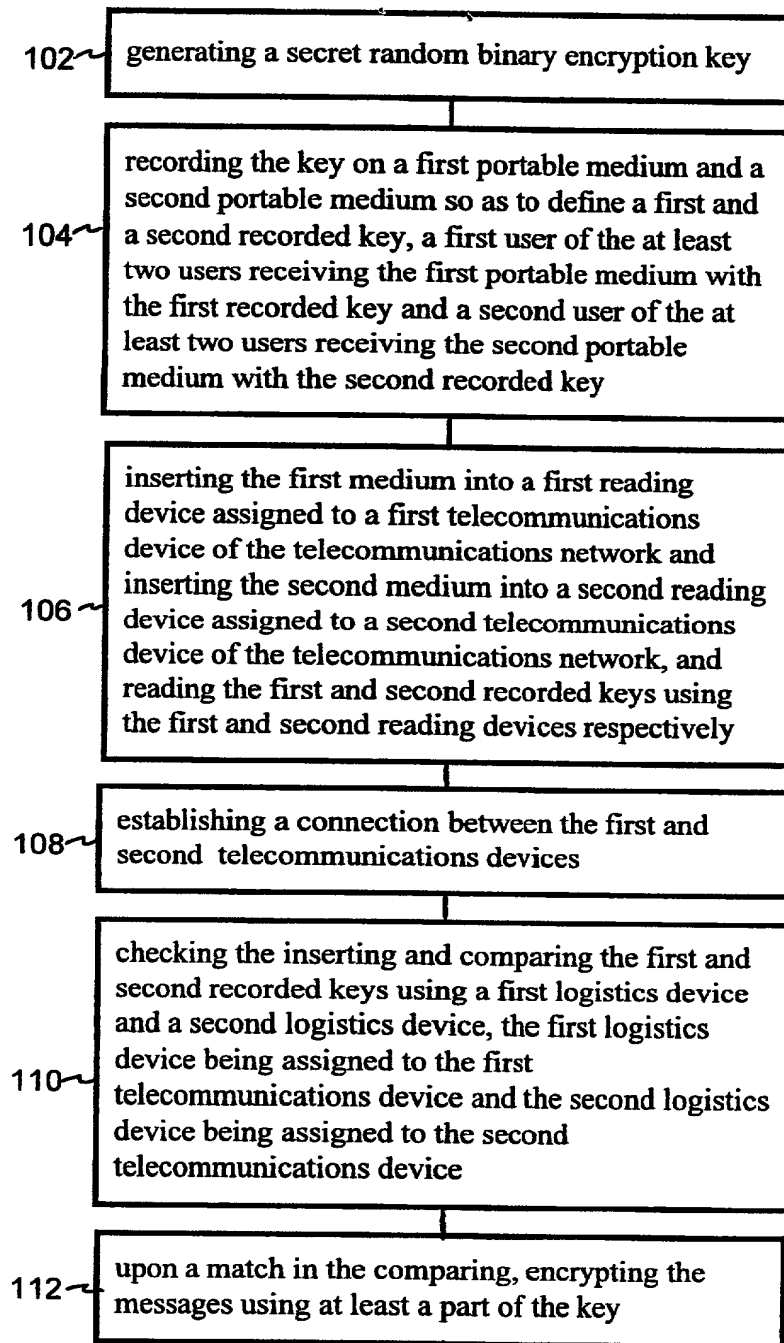 102
generating a secret random binary encryption key
104
recording the key on a first portable medium and a
second portable medium so as to define a first and
a second recorded key, a first user of the at least
two users receiving the first portable medium with
the first recorded key and a second user of the at
least two users receiving the second portable
medium with the second recorded key
106
inserting the first medium into a first reading
device assigned to a first telecommunications
device of the telecommunications network and
inserting the second medium into a second reading
device assigned to a second telecommunications
device of the telecommunications network, and
reading the first and second recorded keys using
the first and second reading devices respectively
108
establishing a connection between the first and
second telecommunications devices
110
checking the inserting and comparing the first and
second recorded keys using a first logistics device
and a second logistics device, the first logistics
device being assigned to the first
telecommunications device and the second logistics
device being assigned to the second
telecommunications device
112
upon a match in the comparing, encrypting the
messages using at least a part of the key